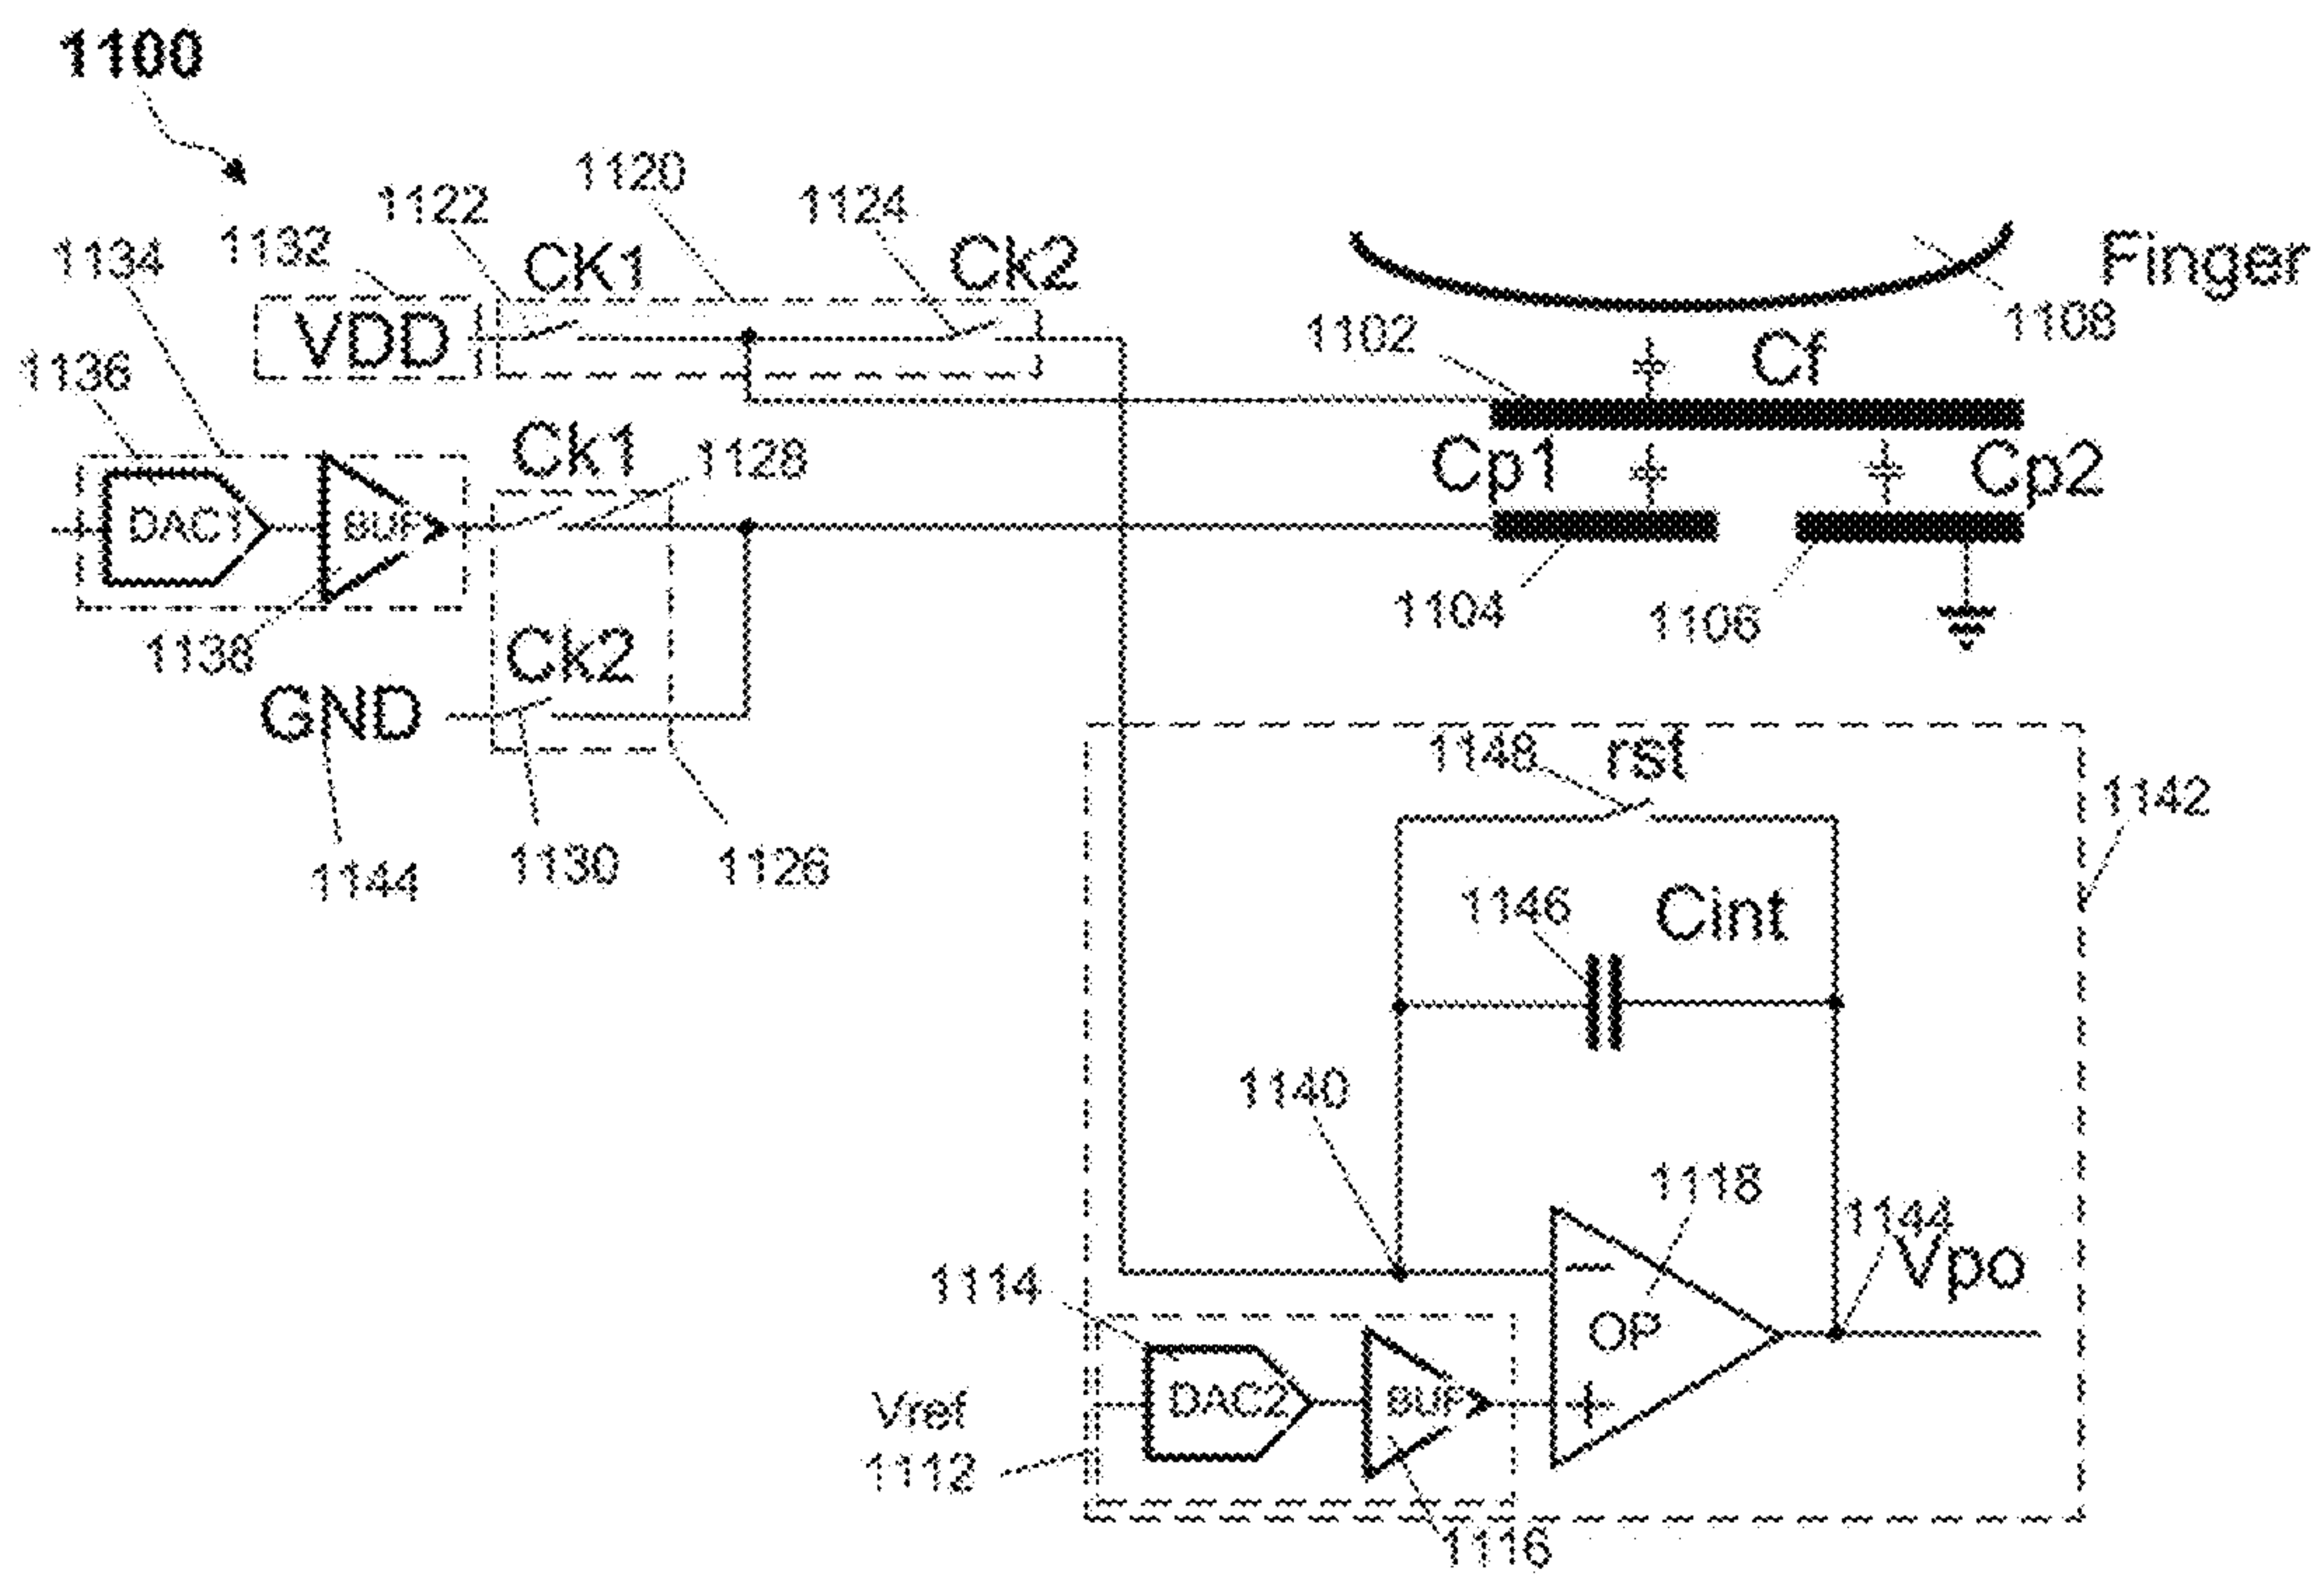 1100
1120
1122
1124
1132
1134
CK1
Ck2
Finger
1108
1102
VDD
Cf
1136
Ck1
1128
Cp1
Cp2
DAC1
BUF
1104
1106
1138
Ck2
GND
1148
rst
1142
1144
1130
1126
1146
Cint
1140
1118
1144
Vpo
1114
OP
Vref
DAC2
BUF
1112
1116